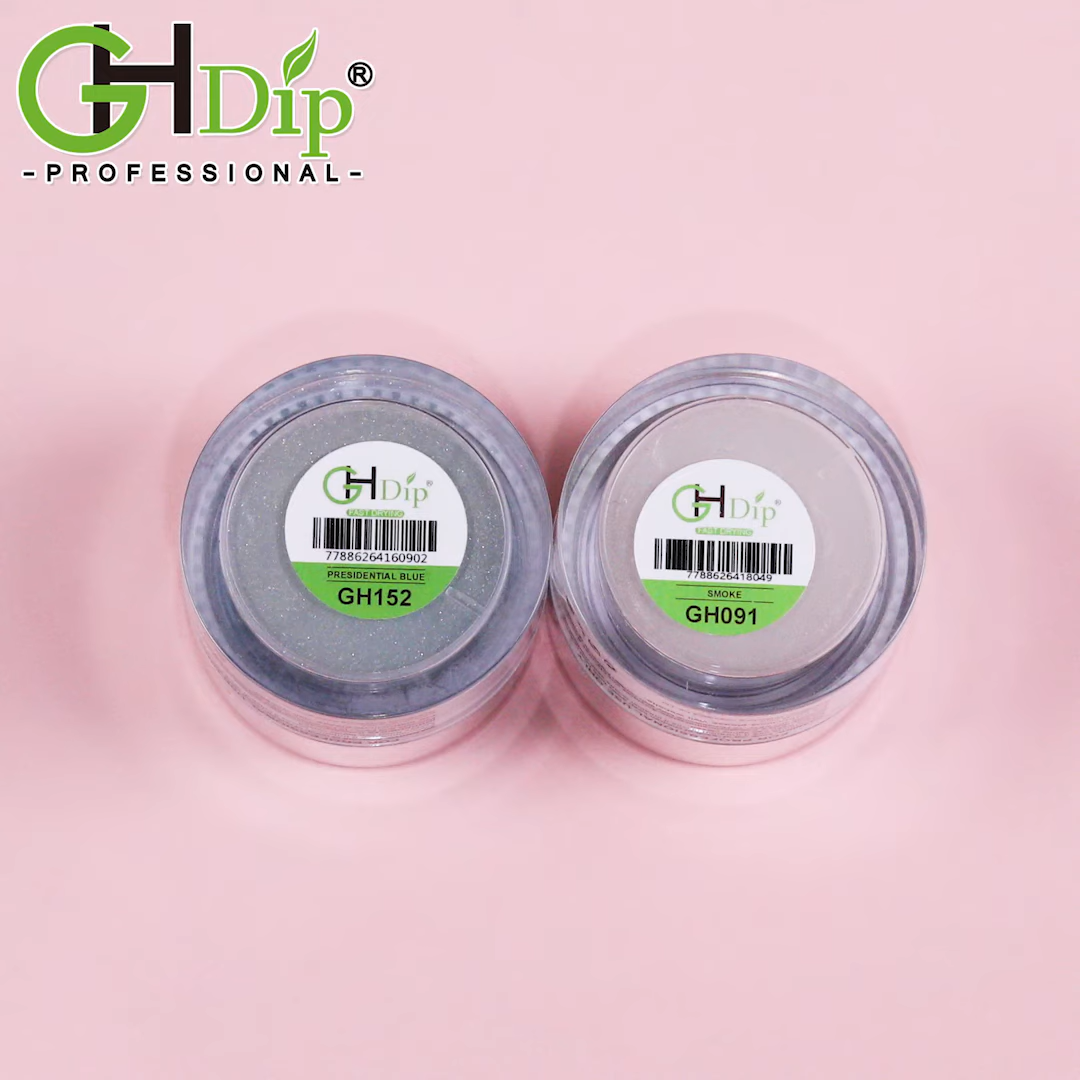 GHDip®
-PROFESSIONAL-
GHDip®
FAST DRYING
77886264160902
PRESIDENTIAL BLUE
GH152
GHDip®
FAST DRYING
7788626418049
SMOKE
GH091